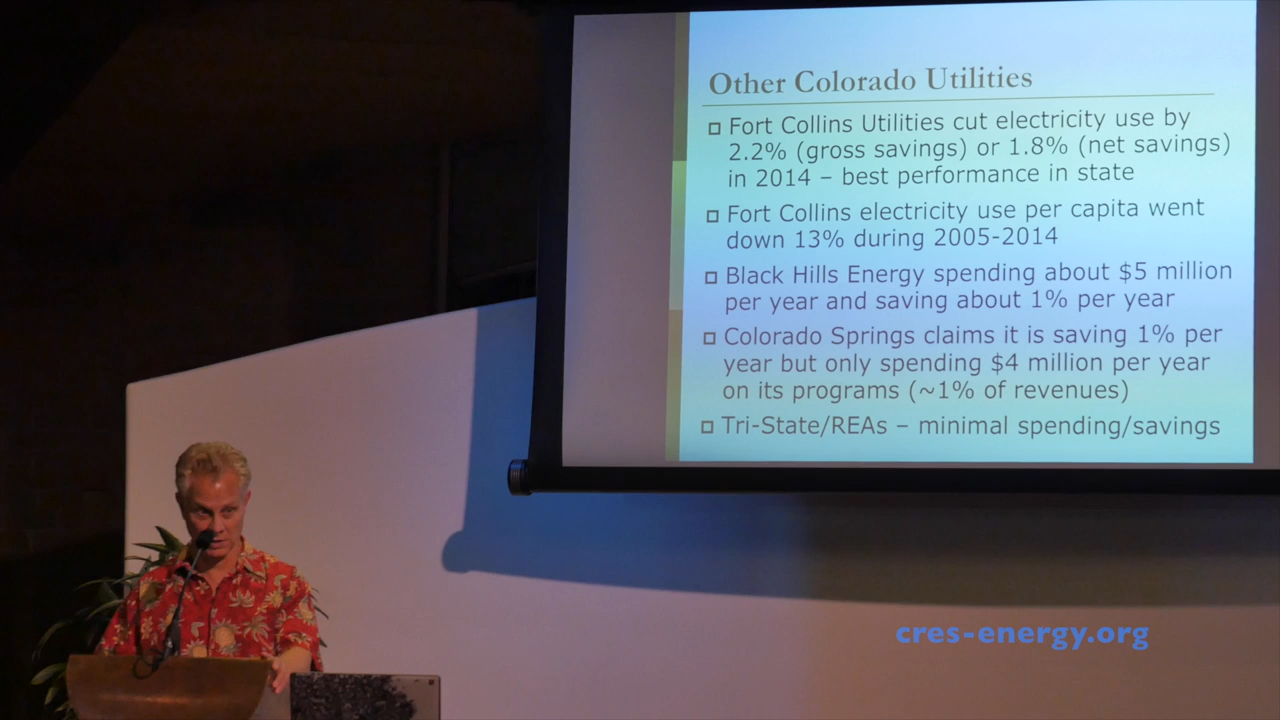 Other Colorado Utilities
Fort Collins Utilities cut electricity use by
2.2% (gross savings) or 1.8% (net savings)
in 2014 – best performance in state
Fort Collins electricity use per capita went
down 13% during 2005-2014
Black Hills Energy spending about $5 million
per year and saving about 1% per year
Colorado Springs claims it is saving 1% per
year but only spending $4 million per year
on its programs (~1% of revenues)
Tri-State/REAs – minimal spending/savings
cres-energy.org